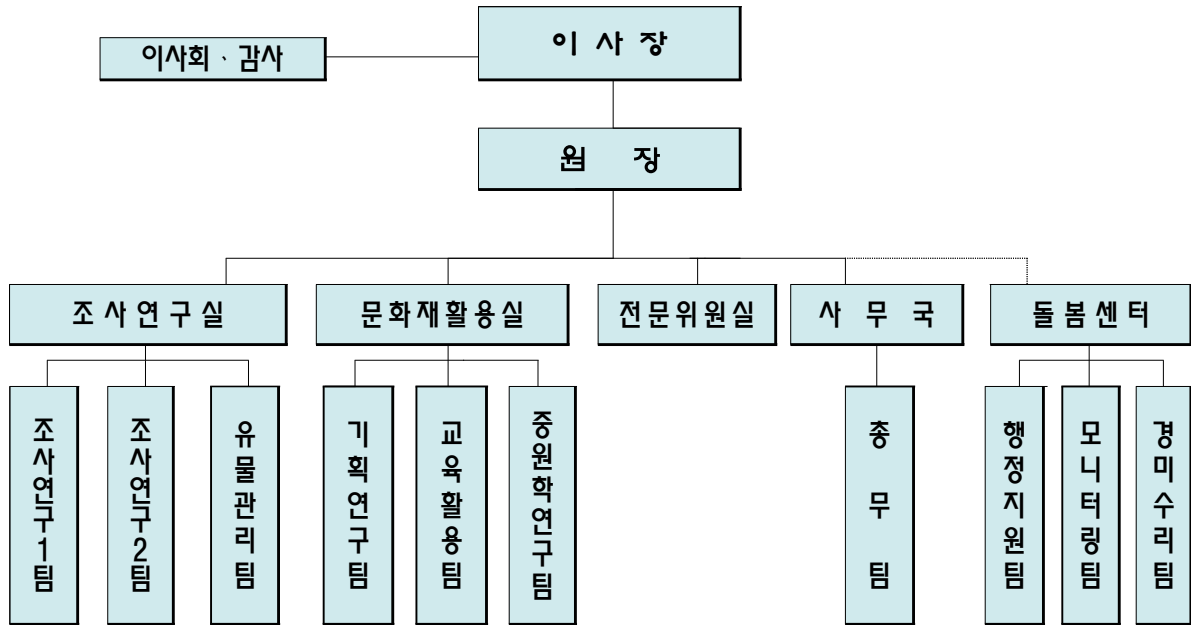 이 사 장
이사회 · 감사
원 장
조 사 연 구 실
문화재활용실
전문위원실
사 무 국
돌 봄 센 터
조사연구1팀
조사연구2팀
유물관리팀
기획연구팀
교육활용팀
중원학연구팀
총 무 팀
행정지원팀
모니터링팀
경미수리팀